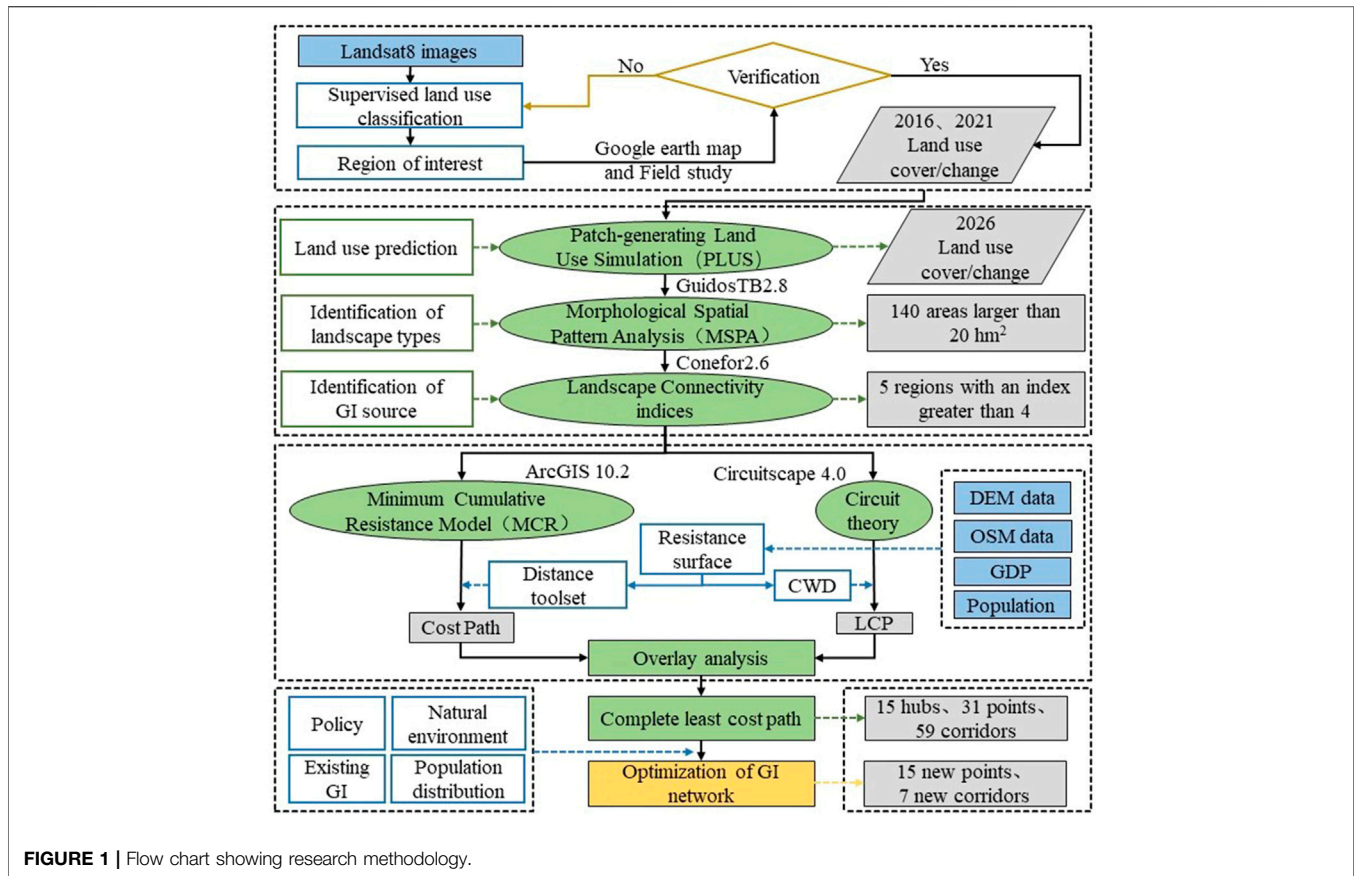 Landsat8 images
Supervised land use
classification
Region of interest
No
Verification
Yes
Google earth map
and Field study
2016、2021
Land use
cover/change
Land use prediction
Patch-generating Land
Use Simulation（PLUS）
2026
Land use
cover/change
GuidosTB2.8
Identification of
landscape types
Morphological Spatial
Pattern Analysis（MSPA）
140 areas larger than
20 hm²
Conefor2.6
Identification of
GI source
Landscape Connectivity
indices
5 regions with an index
greater than 4
ArcGIS 10.2
Circuitscape 4.0
Minimum Cumulative
Resistance Model（MCR）
Circuit
theory
DEM data
OSM data
GDP
Population
Resistance
surface
Distance
toolset
CWD
Cost Path
LCP
Overlay analysis
Policy
Natural
environment
Existing
GI
Population
distribution
Complete least cost path
15 hubs、31 points、
59 corridors
Optimization of GI
network
15 new points、
7 new corridors
FIGURE 1 | Flow chart showing research methodology.